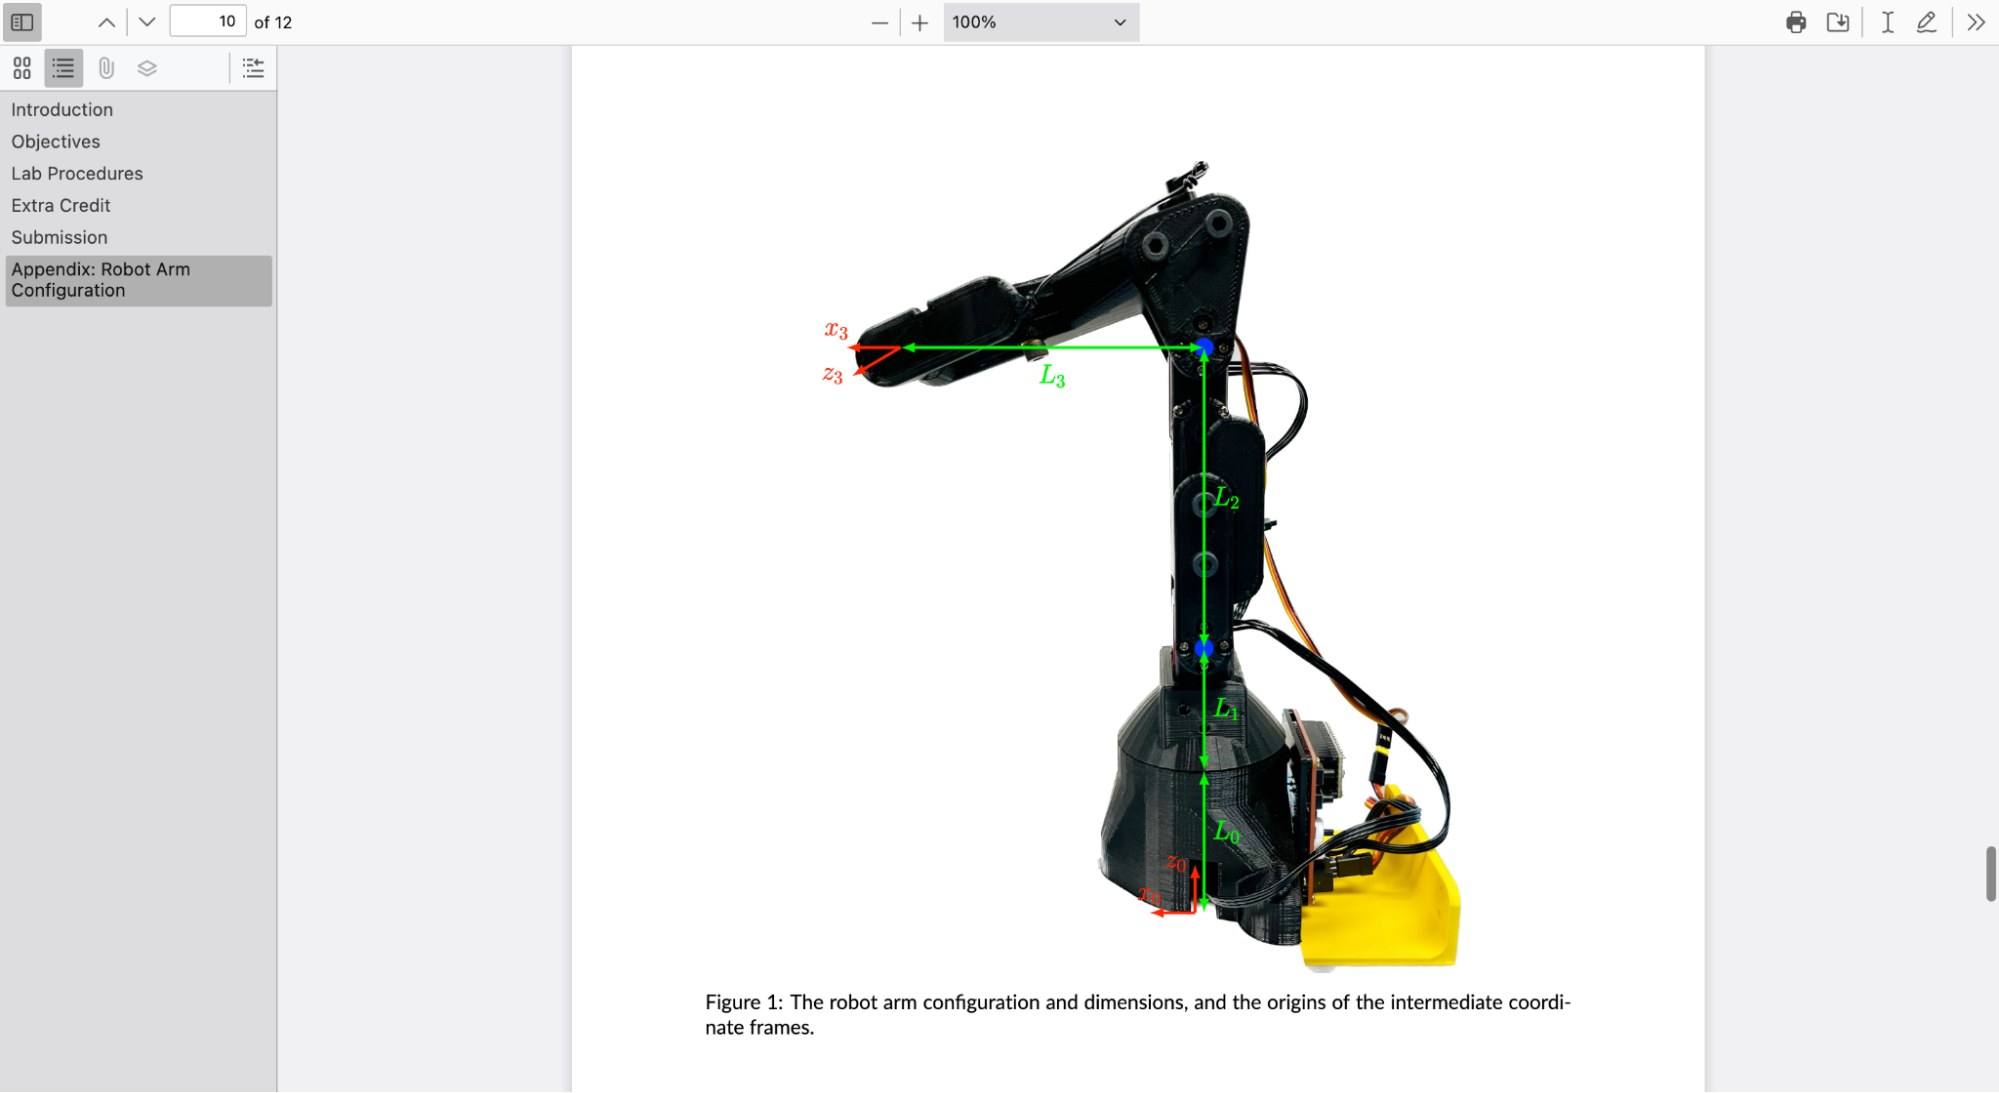 10 of 12
100%
Introduction
Objectives
Lab Procedures
Extra Credit
Submission
Appendix: Robot Arm
Configuration
x₃
z₃
L₃
L₂
L₁
L₀
z₀
x₀
Figure 1: The robot arm configuration and dimensions, and the origins of the intermediate coordi-
nate frames.